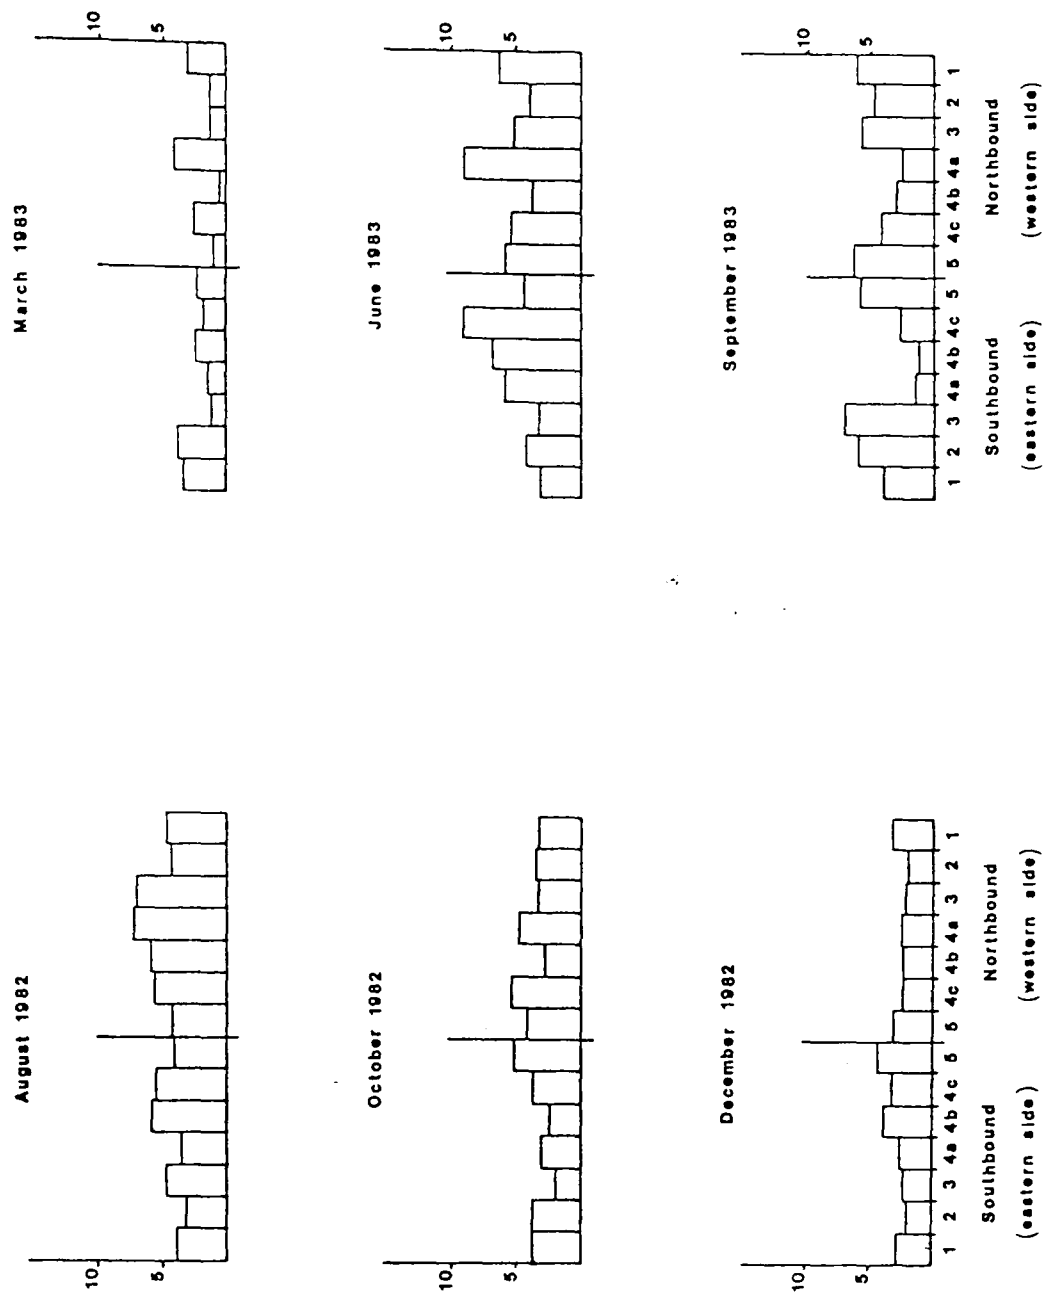 August 1982
March 1983
10
10
5
5
October 1982
June 1983
10
10
5
5
December 1982
September 1983
10
10
5
5
1 2 3 4a 4b 4c 5 5 4c 4b 4a 3 2 1
1 2 3 4a 4b 4c 5 5 4c 4b 4a 3 2 1
Southbound
Northbound
Southbound
Northbound
(eastern side)
(western side)
(eastern side)
(western side)